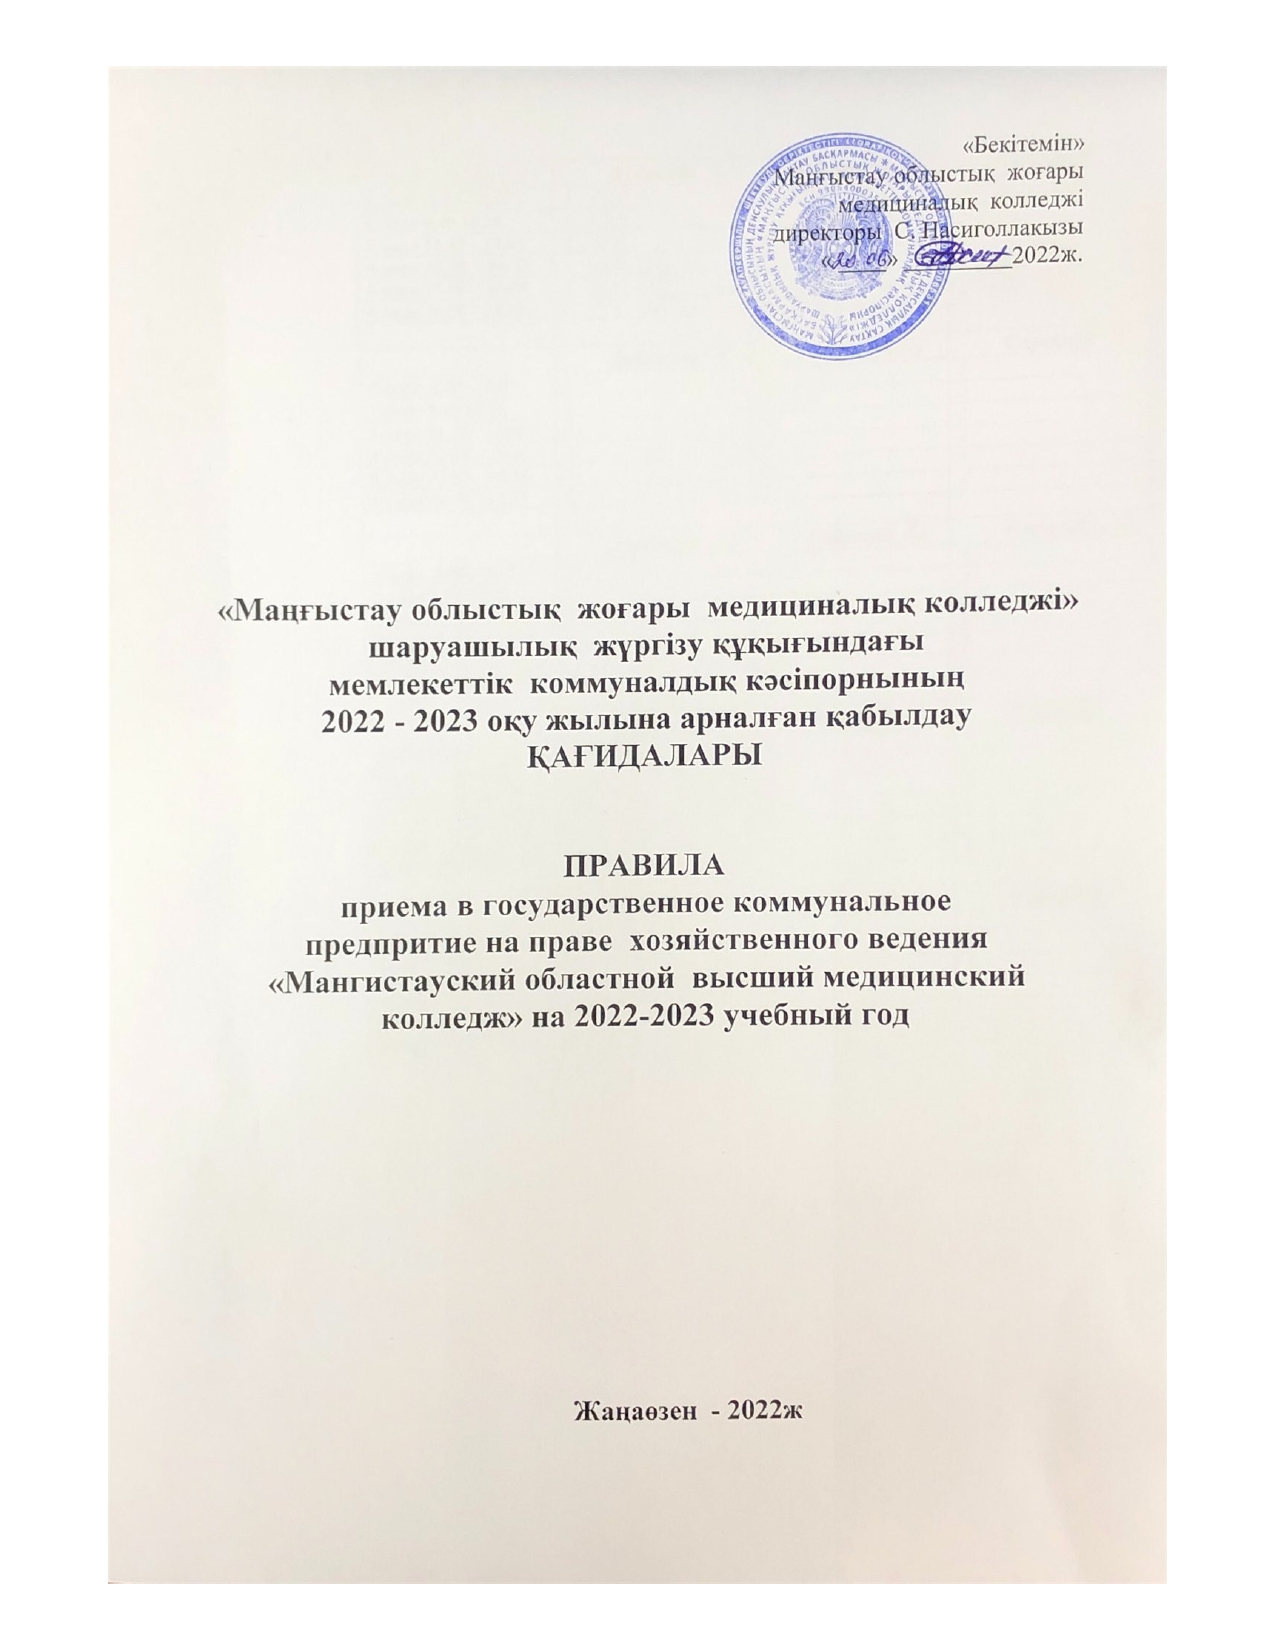 «Бекітемін»
Маңғыстау облыстық жоғары
медициналық колледжі
директоры С. Насиголлакызы
«20 06» 2022ж.
«Маңғыстау облыстық жоғары медициналық колледжі»
шаруашылық жүргізу құқығындағы
мемлекеттік коммуналдық кәсіпорнының
2022 - 2023 оқу жылына арналған қабылдау
ҚАҒИДАЛАРЫ
ПРАВИЛА
приема в государственное коммунальное
предпритие на праве хозяйственного ведения
«Мангистауский областной высший медицинский
колледж» на 2022-2023 учебный год
Жаңаөзен - 2022ж